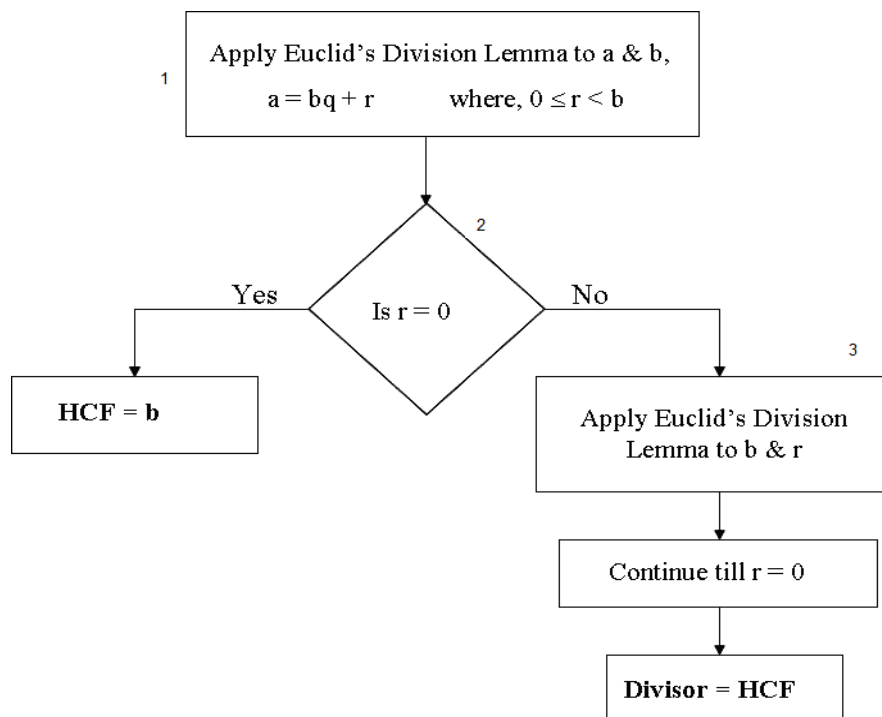 1
Apply Euclid's Division Lemma to a & b,
a = bq + r where, 0 ≤ r < b
2
Yes
Is r = 0
No
3
HCF = b
Apply Euclid's Division
Lemma to b & r
Continue till r = 0
Divisor = HCF